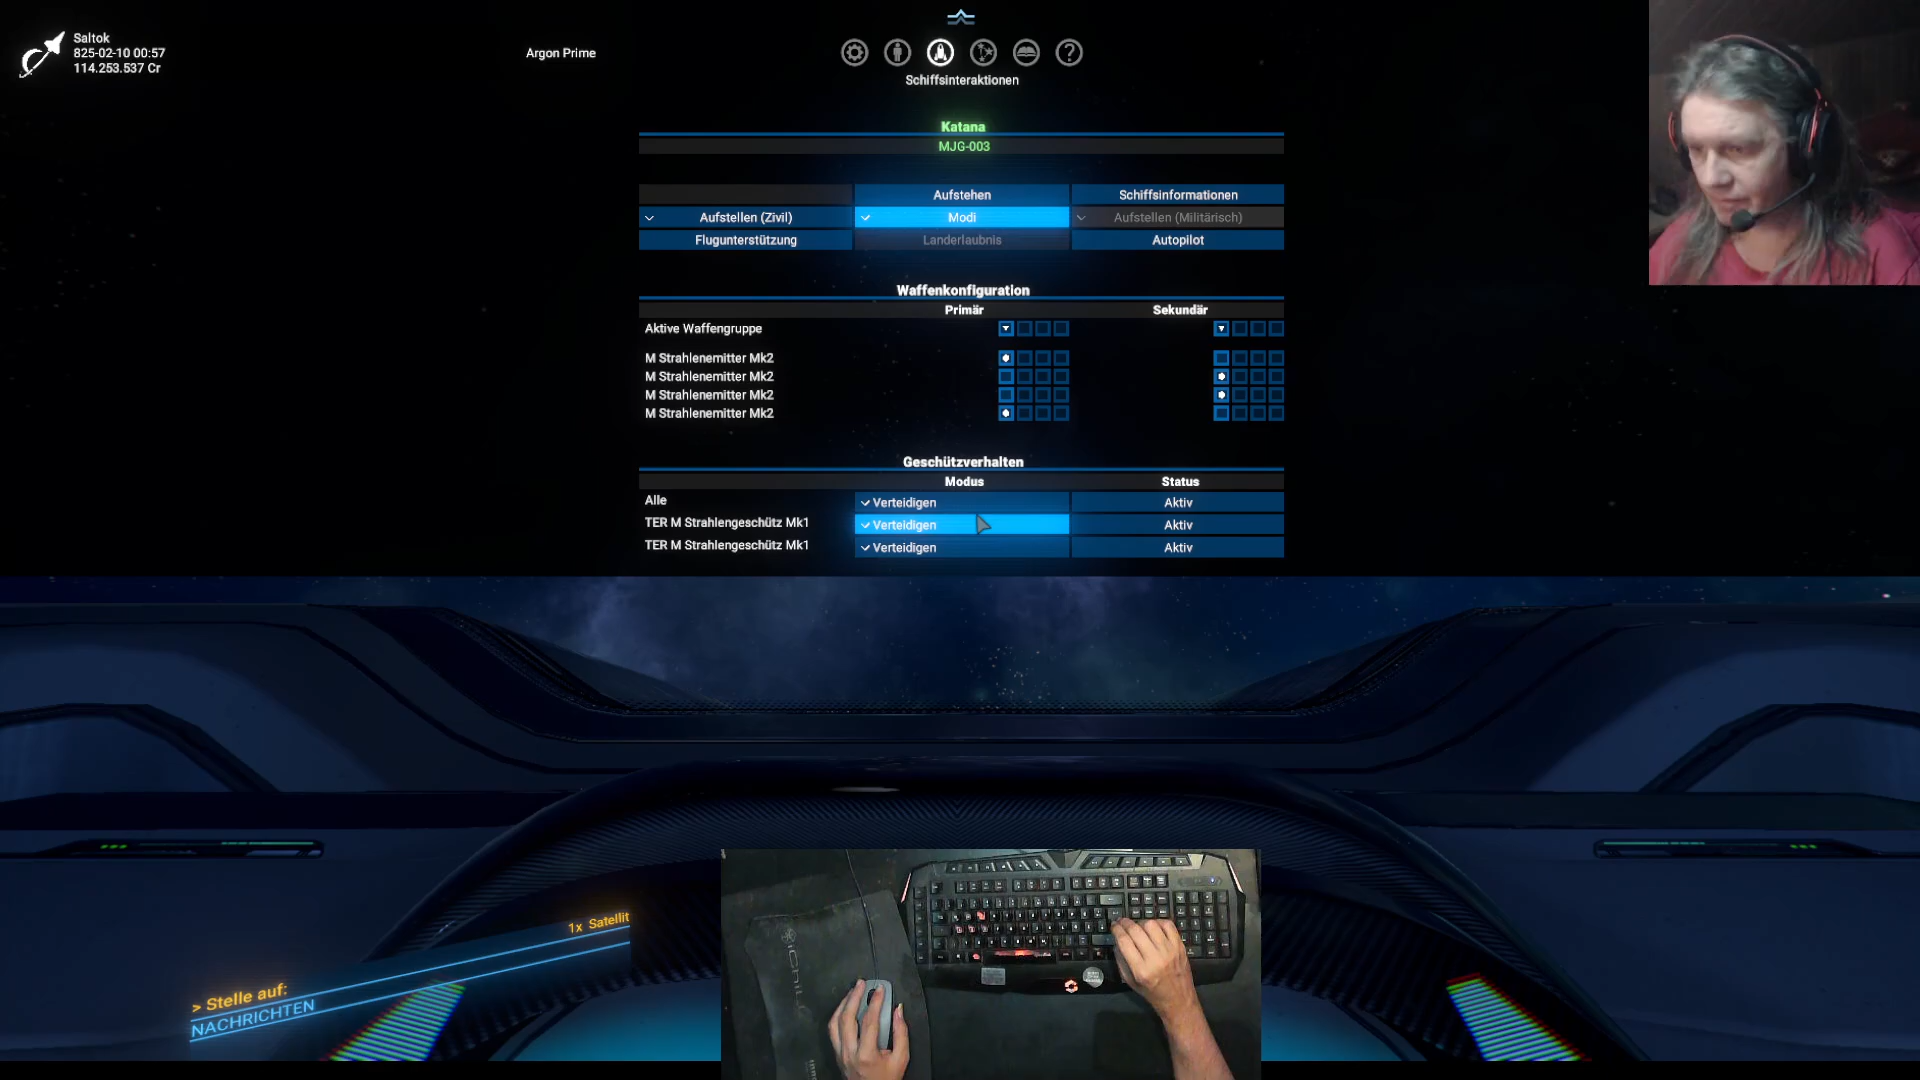 Saltok
825-02-10 00:57
114.253.537 Cr
Argon Prime
Schiffsinteraktionen
Katana
MJG-003
Aufstehen
Schiffsinformationen
Aufstellen (Zivil)
Modi
Aufstellen (Militärisch)
Flugunterstützung
Landerlaubnis
Autopilot
Waffenkonfiguration
Primär
Sekundär
Aktive Waffengruppe
M Strahlenemitter Mk2
M Strahlenemitter Mk2
M Strahlenemitter Mk2
M Strahlenemitter Mk2
Geschützverhalten
Modus
Status
Alle
Verteidigen
Aktiv
TER M Strahlengeschütz Mk1
Verteidigen
Aktiv
TER M Strahlengeschütz Mk1
Verteidigen
Aktiv
1x Satellit
> Stelle auf:
NACHRICHTEN